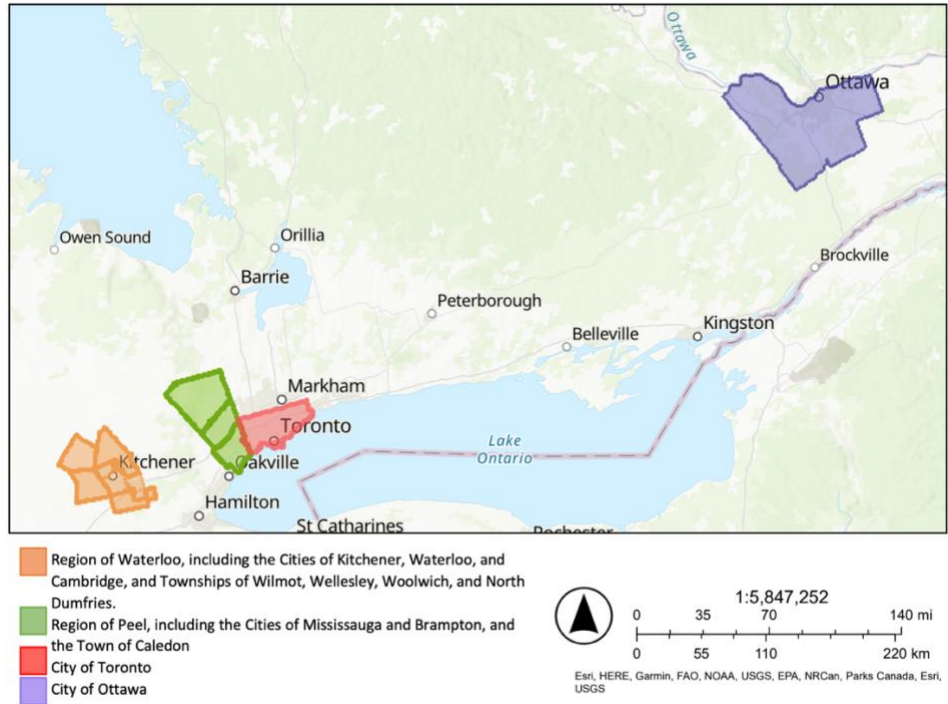 Ottawa
Ottawa
Owen Sound
Orillia
Barrie
Brockville
Peterborough
Kingston
Belleville
Markham
Toronto
Lake
Ontario
Kitchener
Oakville
Hamilton
St Catharines
Rochester
Region of Waterloo, including the Cities of Kitchener, Waterloo, and
Cambridge, and Townships of Wilmot, Wellesley, Woolwich, and North
Dumfries.
Region of Peel, including the Cities of Mississauga and Brampton, and
the Town of Caledon
City of Toronto
City of Ottawa
1:5,847,252
0 35 70 140 mi
0 55 110 220 km
Esri, HERE, Garmin, FAO, NOAA, USGS, EPA, NRCan, Parks Canada, Esri,
USGS